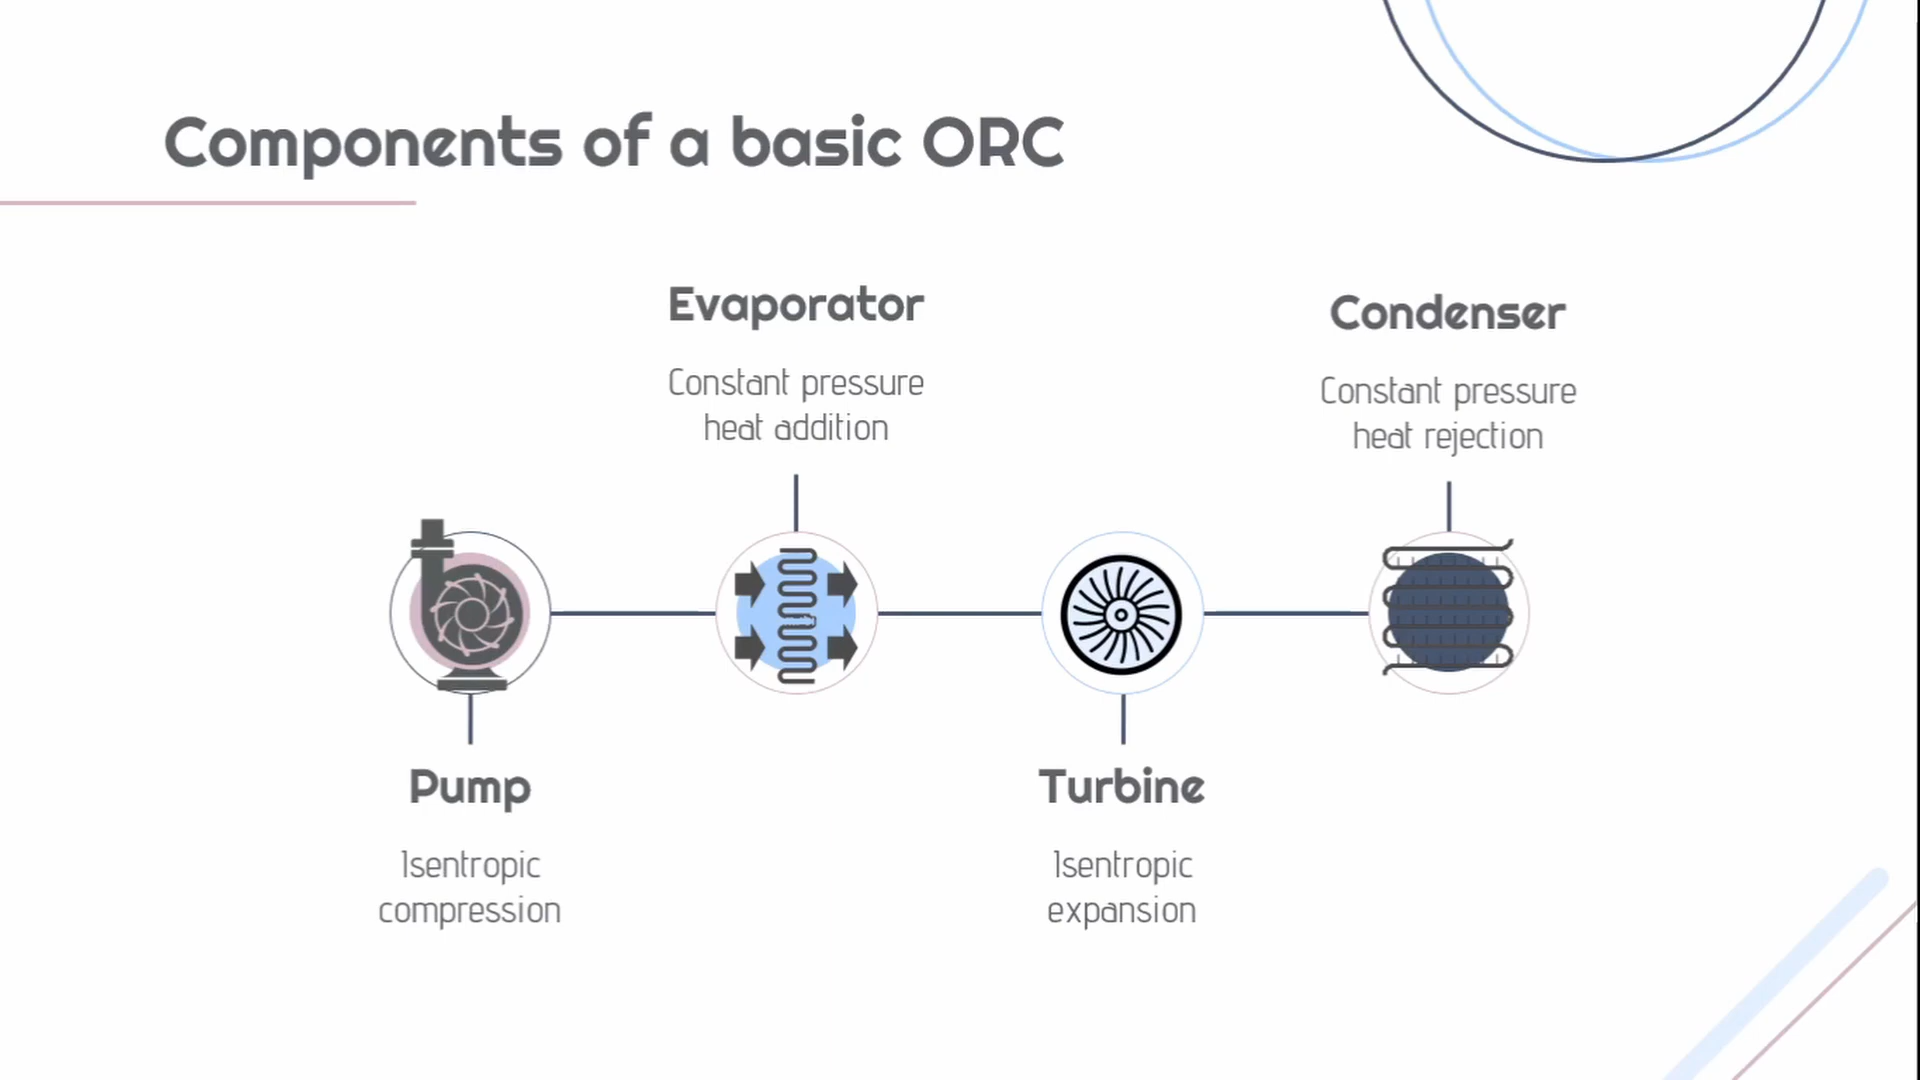 Components of a basic ORC
Evaporator
Constant pressure
heat addition
Condenser
Constant pressure
heat rejection
Pump
Isentropic
compression
Turbine
Isentropic
expansion